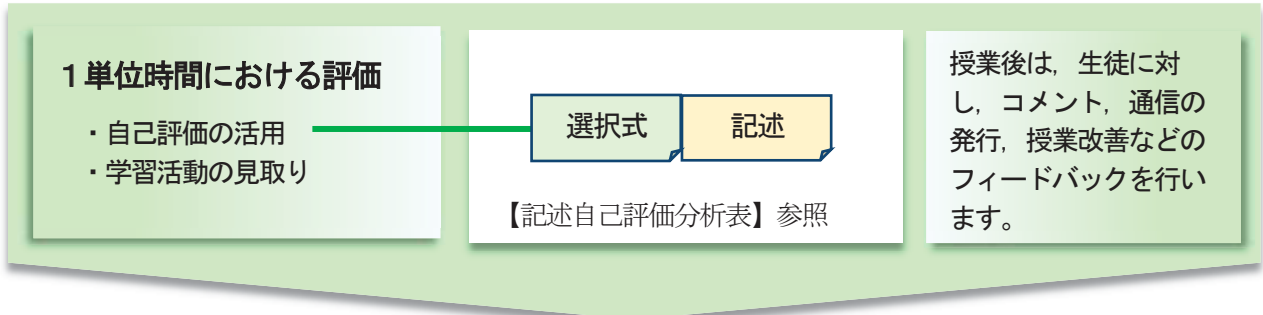 1単位時間における評価
・自己評価の活用
・学習活動の見取り
選択式
記述
【記述自己評価分析表】参照
授業後は，生徒に対
し，コメント，通信の
発行，授業改善などの
フィードバックを行い
ます。